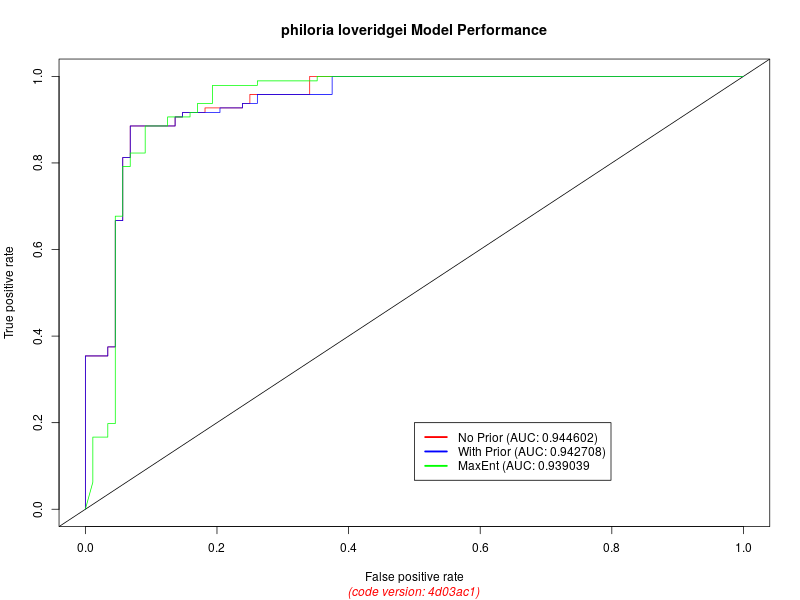 philoria loveridgei Model Performance
1.0
0.8
0.6
0.4
0.2
0.0
True positive rate
No Prior (AUC: 0.944602)
With Prior (AUC: 0.942708)
MaxEnt (AUC: 0.939039
0.0 0.2 0.4 0.6 0.8 1.0
False positive rate
(code version: 4d03ac1)